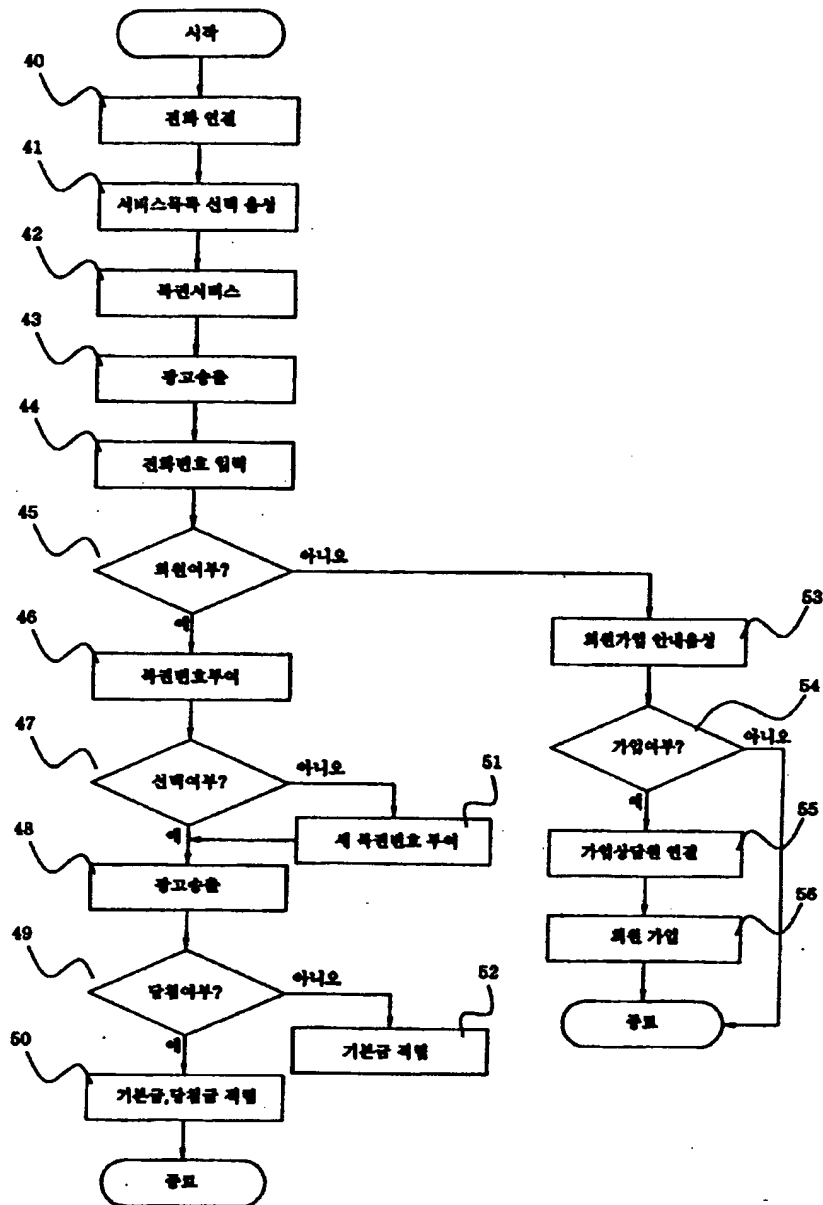 시작
40
전화 연결
41
서비스목록 선택 음성
42
복권서비스
43
광고송출
44
전화번호 입력
45
회원여부?
아니오
예
46
복권번호부여
47
선택여부?
아니오
예
51
새 복권번호 부여
48
광고송출
49
당첨여부?
아니오
예
52
기본금 적립
50
기본금,당첨금 적립
종료
53
회원가입 안내음성
54
가입여부?
아니오
예
55
가입상담원 연결
56
회원 가입
종료